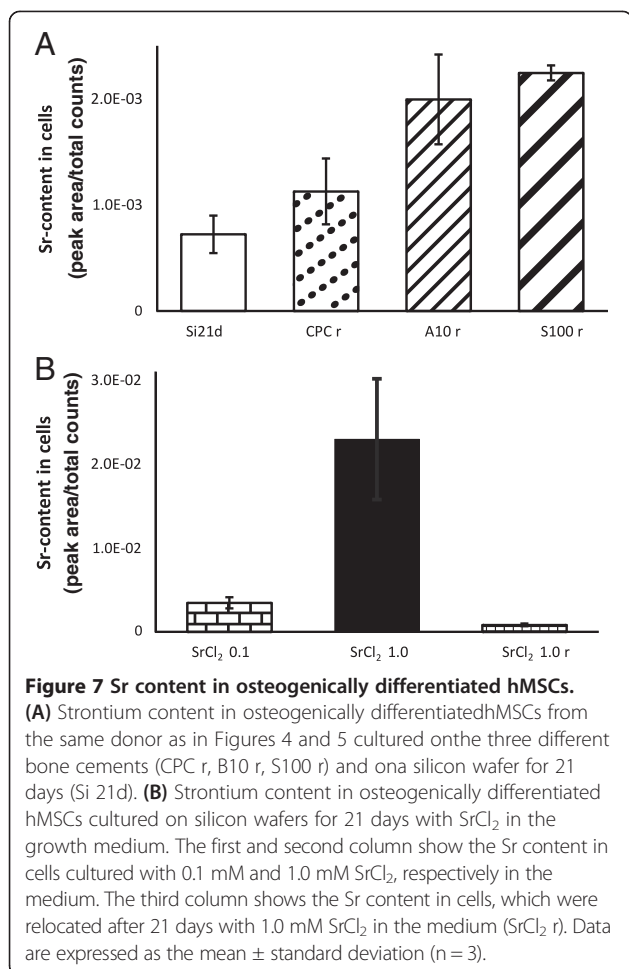 A
Sr-content in cells
(peak area/total counts)
2.0E-03
1.0E-03
0
Si21d CPC r A10 r S100 r
B
Sr-content in cells
(peak area/total counts)
3.0E-02
2.0E-02
1.0E-02
0
SrCl₂ 0.1 SrCl₂ 1.0 SrCl₂ 1.0 r
Figure 7 Sr content in osteogenically differentiated hMSCs.
(A) Strontium content in osteogenically differentiatedhMSCs from
the same donor as in Figures 4 and 5 cultured onthe three different
bone cements (CPC r, B10 r, S100 r) and ona silicon wafer for 21
days (Si 21d). (B) Strontium content in osteogenically differentiated
hMSCs cultured on silicon wafers for 21 days with SrCl₂ in the
growth medium. The first and second column show the Sr content in
cells cultured with 0.1 mM and 1.0 mM SrCl₂, respectively in the
medium. The third column shows the Sr content in cells, which were
relocated after 21 days with 1.0 mM SrCl₂ in the medium (SrCl₂ r). Data
are expressed as the mean ± standard deviation (n = 3).